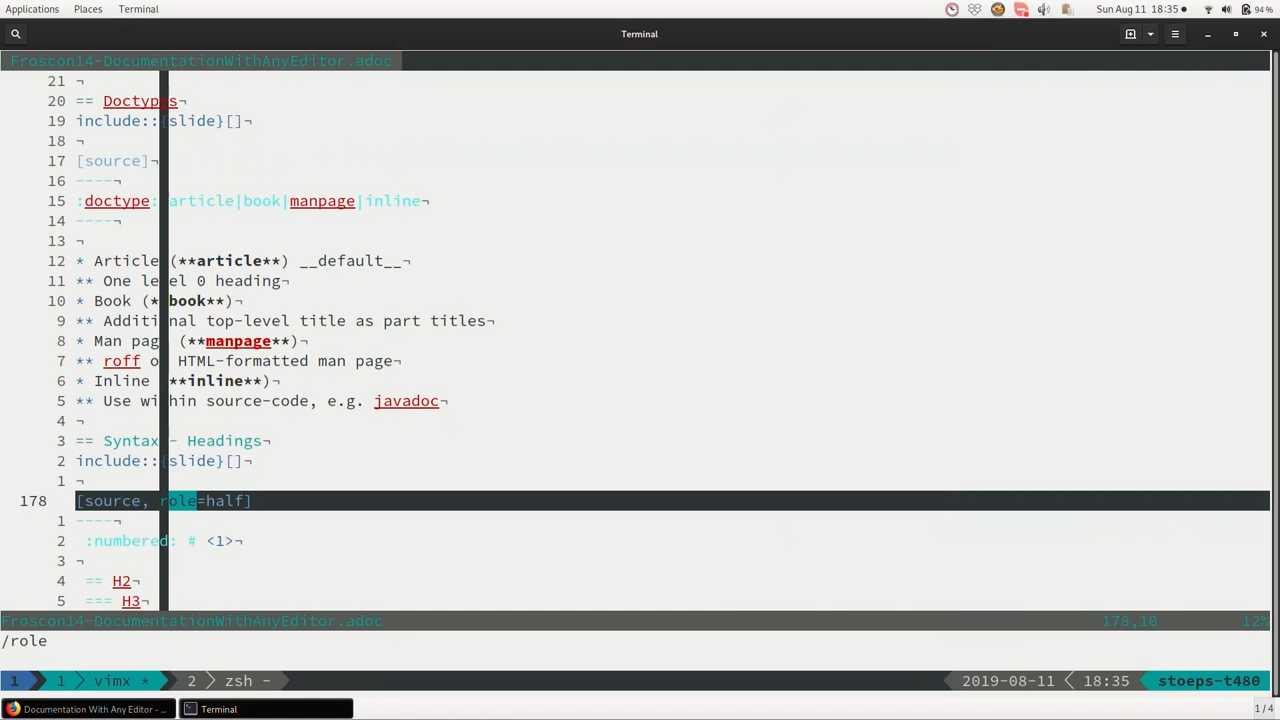 Applications Places Terminal Sun Aug 11 18:35 94 %
Terminal
Froscon14-DocumentationWithAnyEditor.adoc
21 ¬
20 == Doctypes¬
19 include::{slide}[]¬
18 ¬
17 [source]¬
16 ----¬
15 :doctype: article|book|manpage|inline¬
14 ----¬
13 ¬
12 * Article (**article**) __default__¬
11 ** One level 0 heading¬
10 * Book (**book**)¬
9 ** Additional top-level title as part titles¬
8 * Man page (**manpage**)¬
7 ** roff or HTML-formatted man page¬
6 * Inline (**inline**)¬
5 ** Use within source-code, e.g. javadoc¬
4 ¬
3 == Syntax - Headings¬
2 include::{slide}[]¬
1 ¬
178 [source, role=half]
1 ----¬
2 :numbered: # <1>¬
3 ¬
4 == H2¬
5 === H3¬
Froscon14-DocumentationWithAnyEditor.adoc 178,10 12%
/role
1 1 vimx * 2 zsh - 2019-08-11 18:35 stoeps-t480
Documentation With Any Editor - ... Terminal 1 / 4